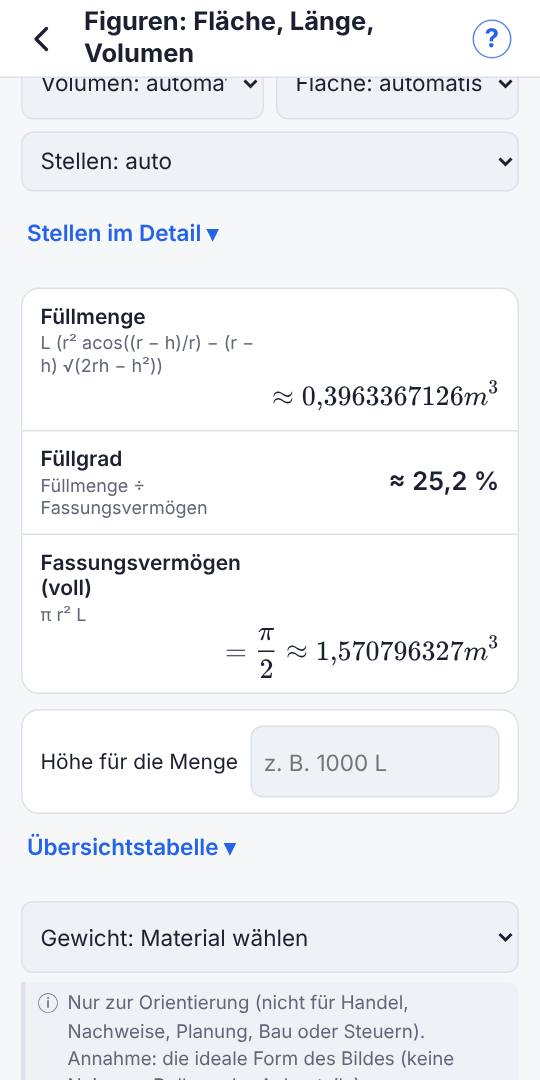 Figuren: Fläche, Länge,
Volumen
?
Volumen: automa
Fläche: automatis
Stellen: auto
Stellen im Detail ▾
Füllmenge
L (r² acos((r − h)/r) − (r −
h) √(2rh − h²))
≈ 0,3963367126m³
Füllgrad
Füllmenge ÷
Fassungsvermögen
≈ 25,2 %
Fassungsvermögen
(voll)
π r² L
= π/2 ≈ 1,570796327m³
Höhe für die Menge
z. B. 1000 L
Übersichtstabelle ▾
Gewicht: Material wählen
ⓘ Nur zur Orientierung (nicht für Handel,
Nachweise, Planung, Bau oder Steuern).
Annahme: die ideale Form des Bildes (keine